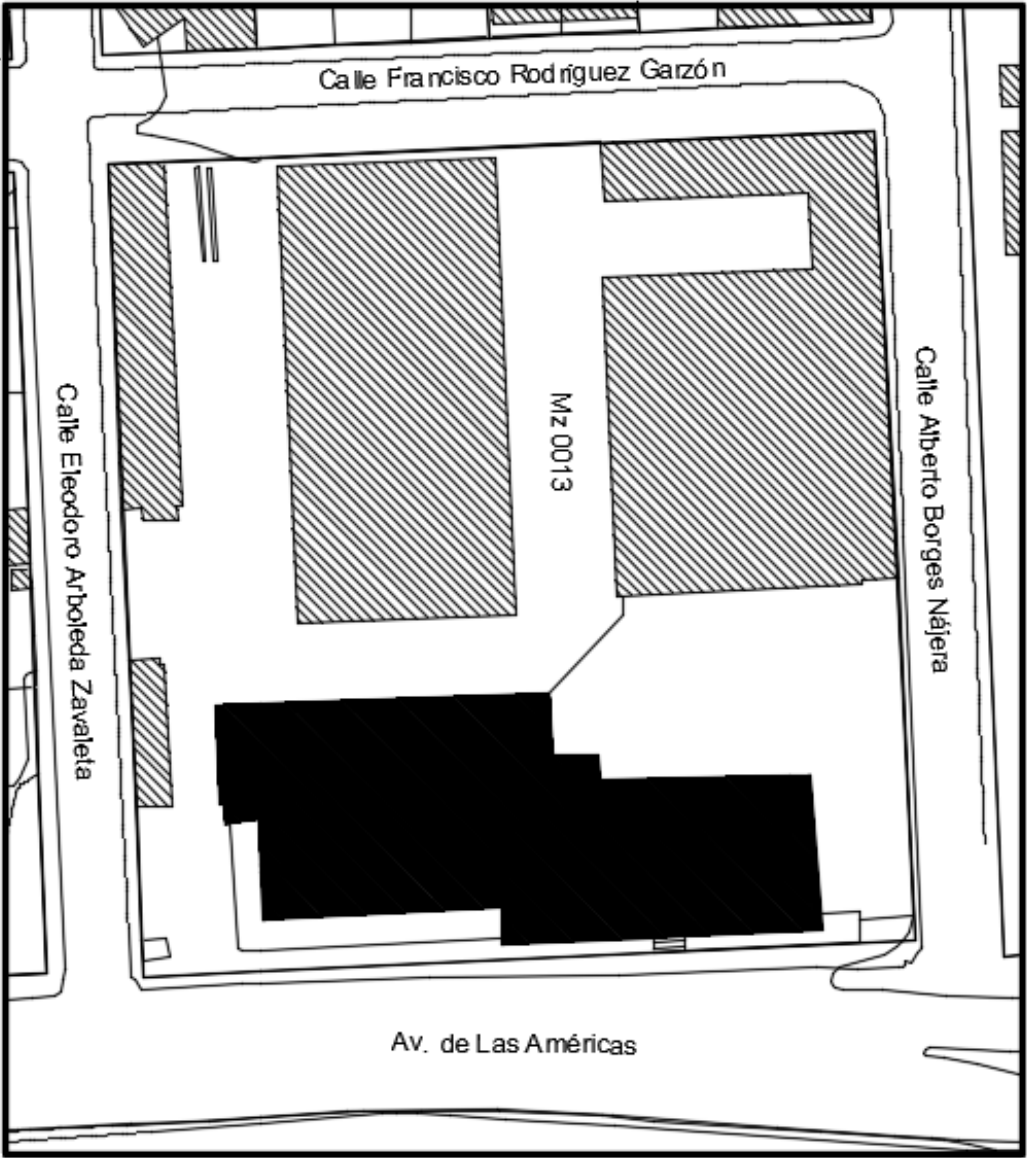 Calle Francisco Rodríguez Garzón
Calle Eleodoro Arboleda Zavaleta
Mz 0013
Calle Alberto Borges Nájera
Av. de Las Américas